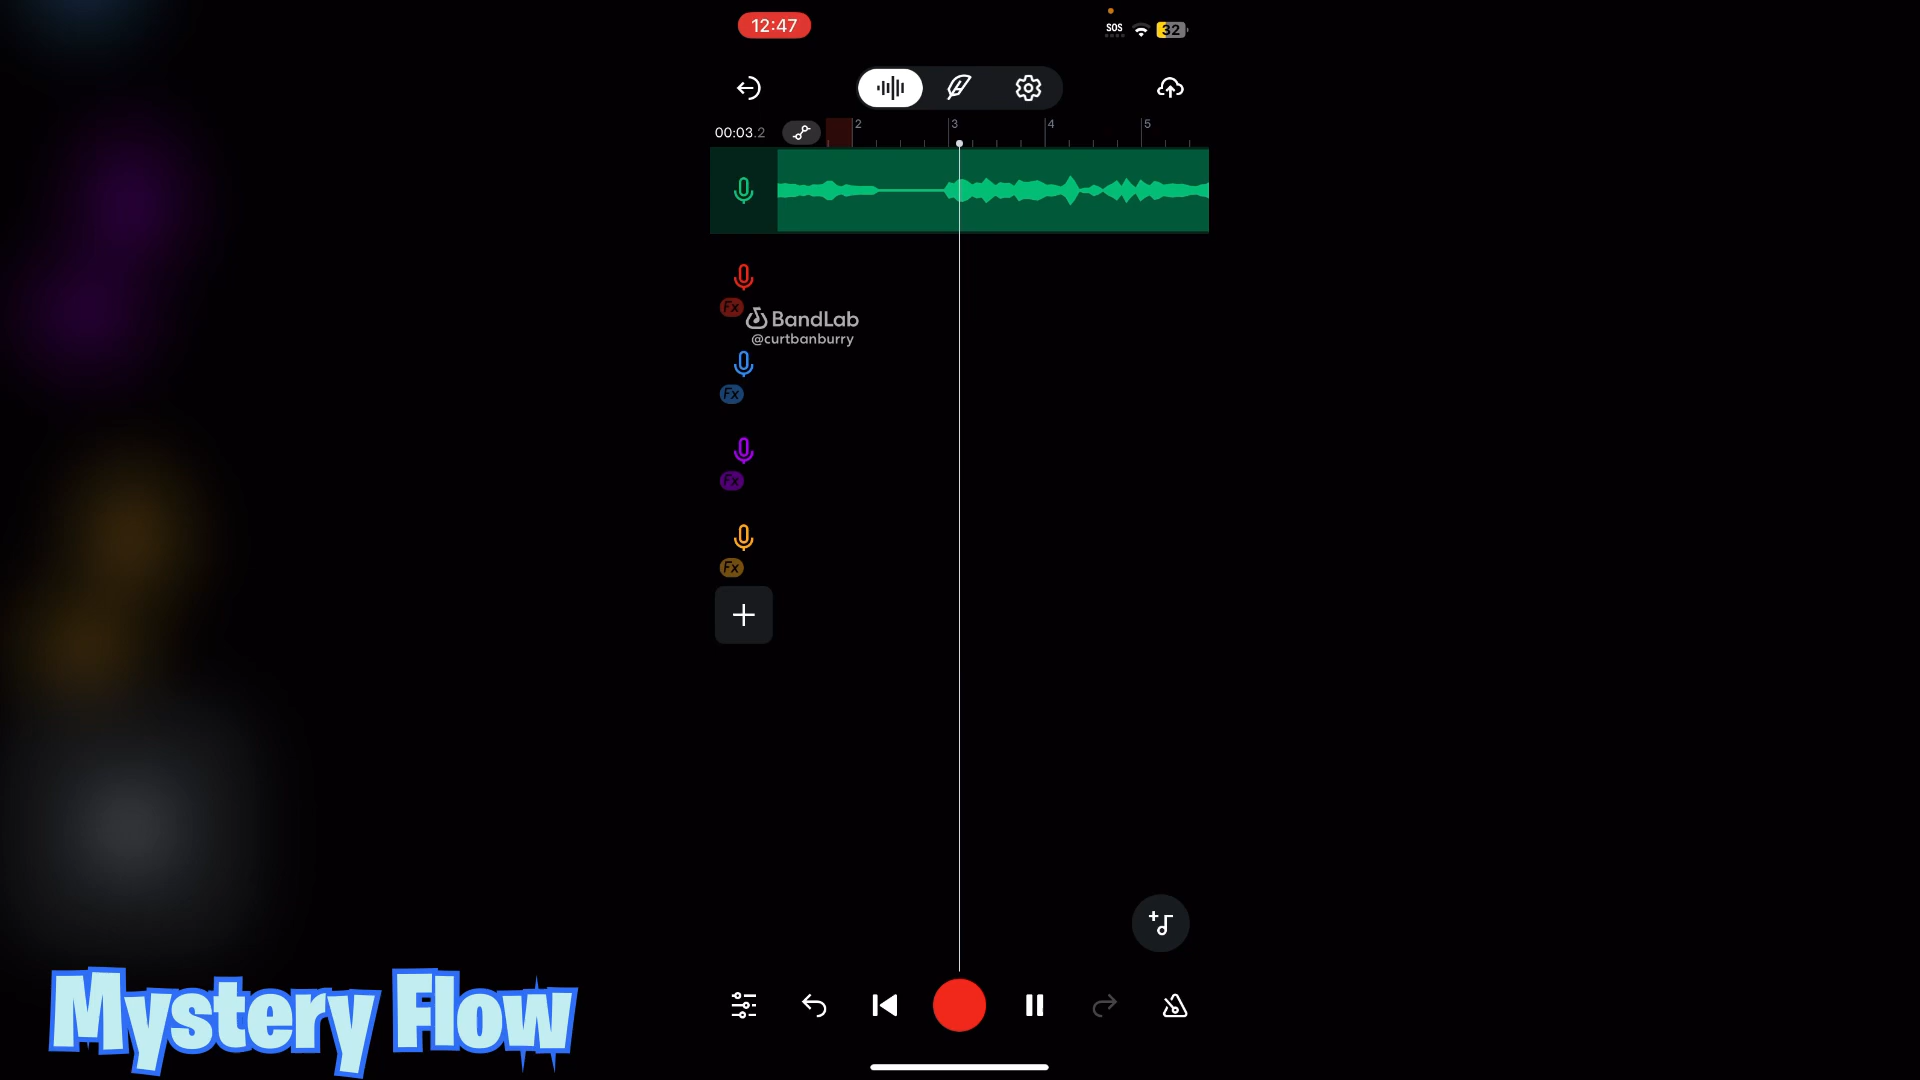 12:47
SOS
32
00:03.2
2
3
4
5
Fx
BandLab
@curtbanburry
Fx
Fx
Fx
Mystery Flow